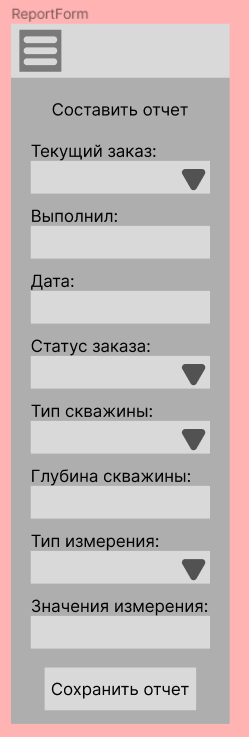 ReportForm
Составить отчет
Текущий заказ:
Выполнил:
Дата:
Статус заказа:
Тип скважины:
Глубина скважины:
Тип измерения:
Значения измерения:
Сохранить отчет